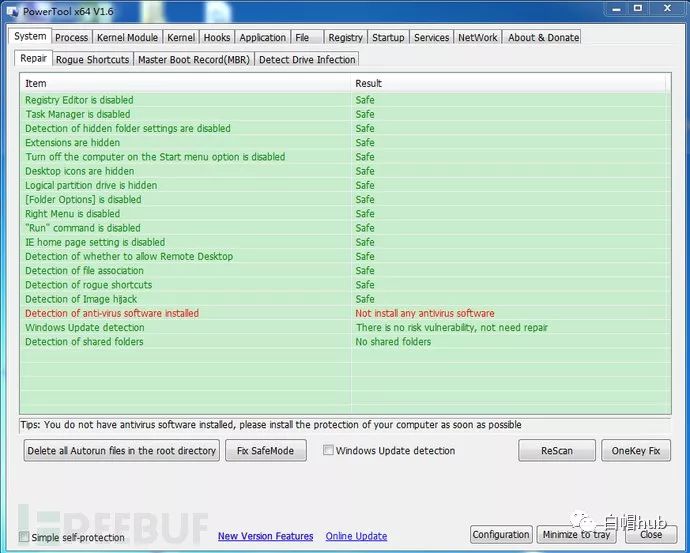 PowerTool x64 V1.6
System Process Kernel Module Kernel Hooks Application File Registry Startup Services NetWork About & Donate
Repair Rogue Shortcuts Master Boot Record(MBR) Detect Drive Infection
Item Result
Registry Editor is disabled Safe
Task Manager is disabled Safe
Detection of hidden folder settings are disabled Safe
Extensions are hidden Safe
Turn off the computer on the Start menu option is disabled Safe
Desktop icons are hidden Safe
Logical partition drive is hidden Safe
[Folder Options] is disabled Safe
Right Menu is disabled Safe
"Run" command is disabled Safe
IE home page setting is disabled Safe
Detection of whether to allow Remote Desktop Safe
Detection of file association Safe
Detection of rogue shortcuts Safe
Detection of Image hijack Safe
Detection of anti-virus software installed Not install any antivirus software
Windows Update detection There is no risk vulnerability, not need repair
Detection of shared folders No shared folders
Tips: You do not have antivirus software installed, please install the protection of your computer as soon as possible
Delete all Autorun files in the root directory Fix SafeMode Windows Update detection ReScan OneKey Fix
FREEBUF 白帽hub
Simple self-protection New Version Features Online Update Configuration Minimize to tray Close